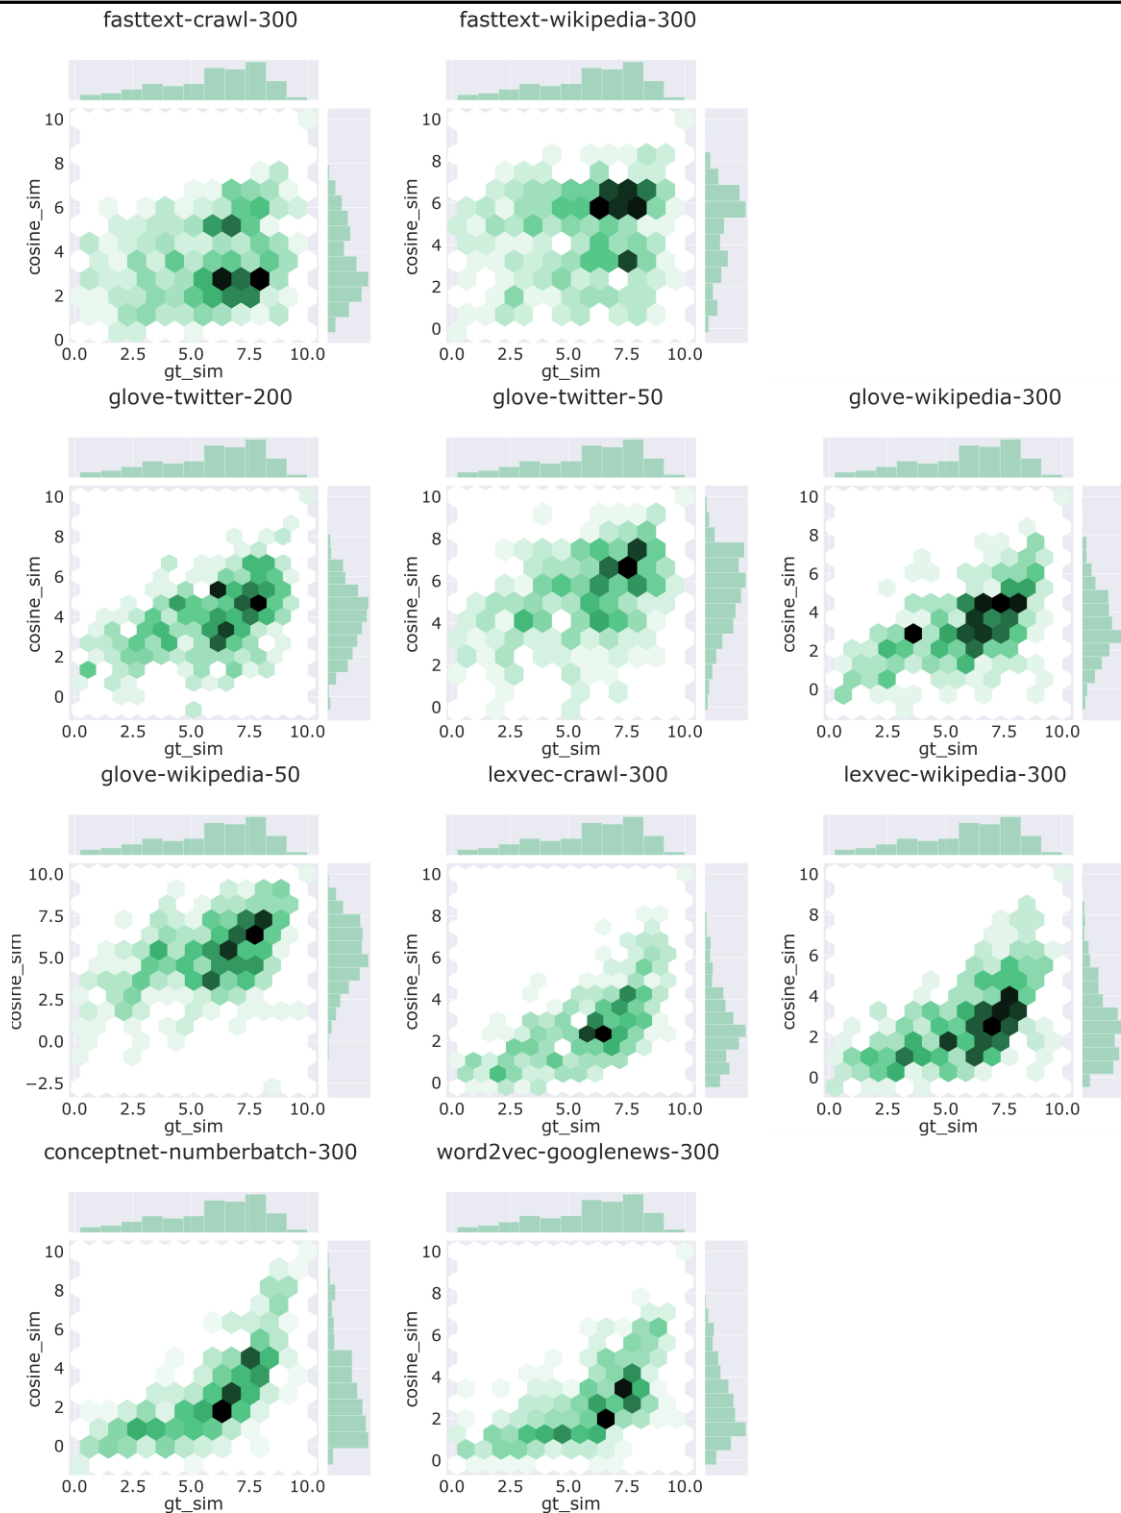 fasttext-crawl-300 fasttext-wikipedia-300
10 10
8 8
6 6
4 4
2 2
0 0
cosine_sim cosine_sim
0.0 2.5 5.0 7.5 10.0 0.0 2.5 5.0 7.5 10.0
gt_sim gt_sim
glove-twitter-200 glove-twitter-50 glove-wikipedia-300
10 10 10
8 8 8
6 6 6
4 4 4
2 2 2
0 0 0
cosine_sim cosine_sim cosine_sim
0.0 2.5 5.0 7.5 10.0 0.0 2.5 5.0 7.5 10.0 0.0 2.5 5.0 7.5 10.0
gt_sim gt_sim gt_sim
glove-wikipedia-50 lexvec-crawl-300 lexvec-wikipedia-300
10.0 10 10
7.5 8 8
5.0 6 6
2.5 4 4
0.0 2 2
−2.5 0 0
cosine_sim cosine_sim cosine_sim
0.0 2.5 5.0 7.5 10.0 0.0 2.5 5.0 7.5 10.0 0.0 2.5 5.0 7.5 10.0
gt_sim gt_sim gt_sim
conceptnet-numberbatch-300 word2vec-googlenews-300
10 10
8 8
6 6
4 4
2 2
0 0
cosine_sim cosine_sim
0.0 2.5 5.0 7.5 10.0 0.0 2.5 5.0 7.5 10.0
gt_sim gt_sim